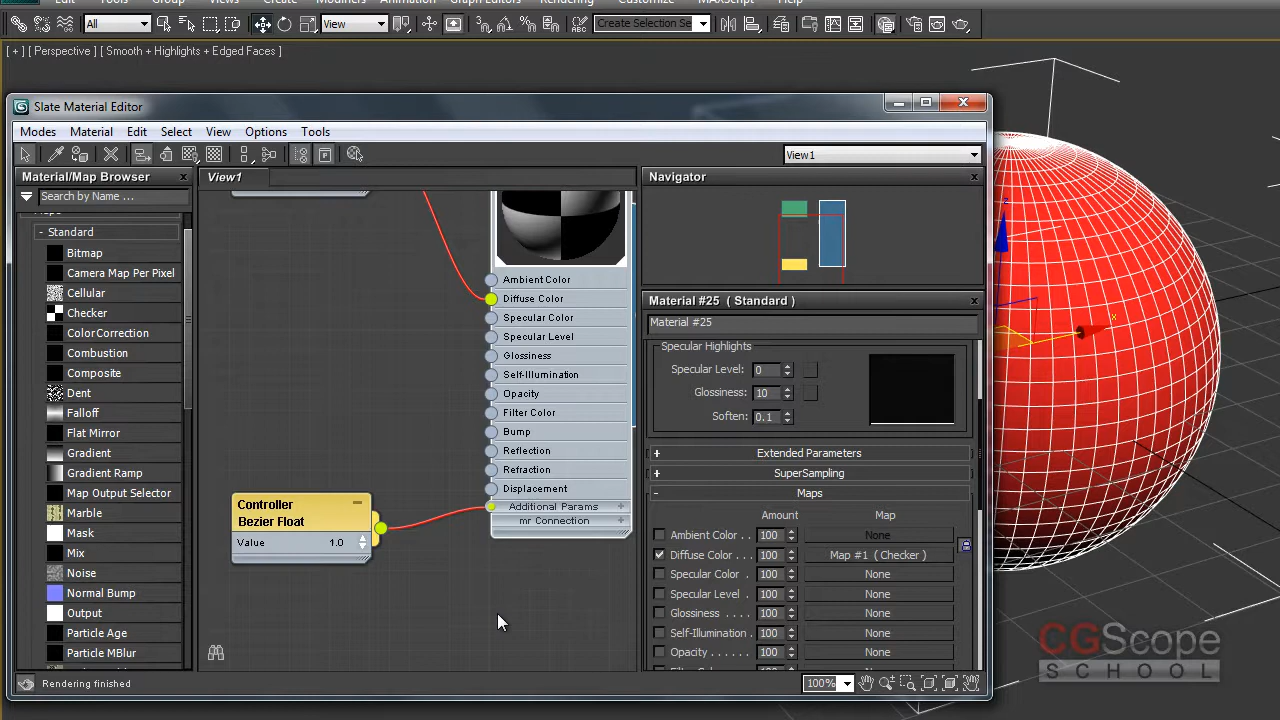 Tools Group Views Create Modifiers Animation Graph Editors Rendering Customize MAXScript Help
All View Create Selection Se
[ + ] [ Perspective ] [ Smooth + Highlights + Edged Faces ]
Slate Material Editor
Modes Material Edit Select View Options Tools
View1
Material/Map Browser
Search by Name ...
Maps
- Standard
Bitmap
Camera Map Per Pixel
Cellular
Checker
ColorCorrection
Combustion
Composite
Dent
Falloff
Flat Mirror
Gradient
Gradient Ramp
Map Output Selector
Marble
Mask
Mix
Noise
Normal Bump
Output
Particle Age
Particle MBlur
View1
Ambient Color
Diffuse Color
Specular Color
Specular Level
Glossiness
Self-Illumination
Opacity
Filter Color
Bump
Reflection
Refraction
Displacement
Additional Params +
mr Connection +
Controller
Bezier Float
Value 1.0
Navigator
Material #25 ( Standard )
Material #25
Specular Highlights
Specular Level: 0
Glossiness: 10
Soften: 0.1
+ Extended Parameters
+ SuperSampling
- Maps
Amount Map
Ambient Color . . 100 None
Diffuse Color . . . 100 Map #1 ( Checker )
Specular Color . 100 None
Specular Level . 100 None
Glossiness . . . . 100 None
Self-Illumination . 100 None
Opacity . . . . . . 100 None
Rendering finished
100%
x
z
CGScope
SCHOOL